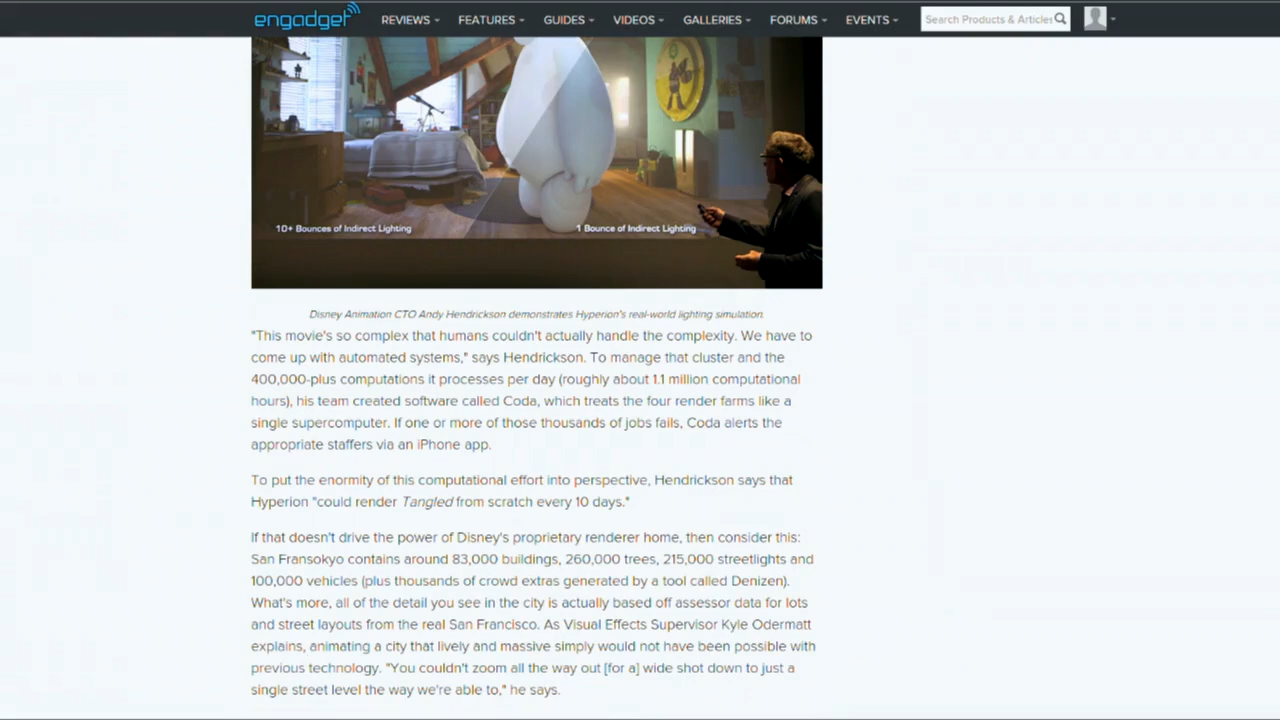 engadget REVIEWS FEATURES GUIDES VIDEOS GALLERIES FORUMS EVENTS Search Products & Articles
10+ Bounces of Indirect Lighting 1 Bounce of Indirect Lighting
Disney Animation CTO Andy Hendrickson demonstrates Hyperion's real-world lighting simulation.
"This movie's so complex that humans couldn't actually handle the complexity. We have to
come up with automated systems," says Hendrickson. To manage that cluster and the
400,000-plus computations it processes per day (roughly about 1.1 million computational
hours), his team created software called Coda, which treats the four render farms like a
single supercomputer. If one or more of those thousands of jobs fails, Coda alerts the
appropriate staffers via an iPhone app.
To put the enormity of this computational effort into perspective, Hendrickson says that
Hyperion "could render Tangled from scratch every 10 days."
If that doesn't drive the power of Disney's proprietary renderer home, then consider this:
San Fransokyo contains around 83,000 buildings, 260,000 trees, 215,000 streetlights and
100,000 vehicles (plus thousands of crowd extras generated by a tool called Denizen).
What's more, all of the detail you see in the city is actually based off assessor data for lots
and street layouts from the real San Francisco. As Visual Effects Supervisor Kyle Odermatt
explains, animating a city that lively and massive simply would not have been possible with
previous technology. "You couldn't zoom all the way out [for a] wide shot down to just a
single street level the way we're able to," he says.